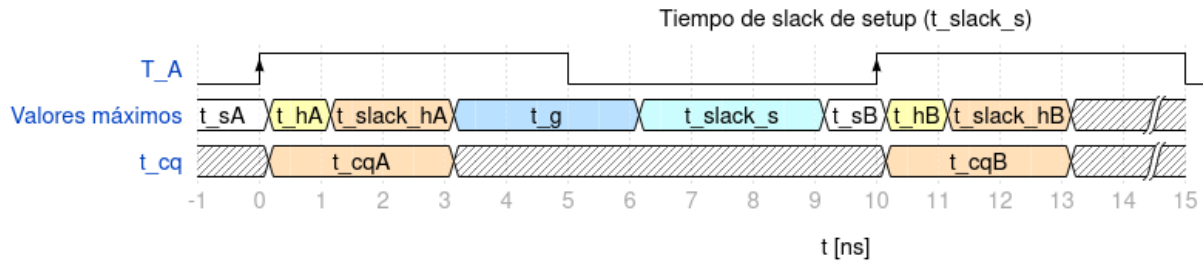 Tiempo de slack de setup (t_slack_s)
T_A
Valores máximos t_sA t_hA t_slack_hA t_g t_slack_s t_sB t_hB t_slack_hB
t_cq t_cqA t_cqB
-1 0 1 2 3 4 5 6 7 8 9 10 11 12 13 14 15
t [ns]